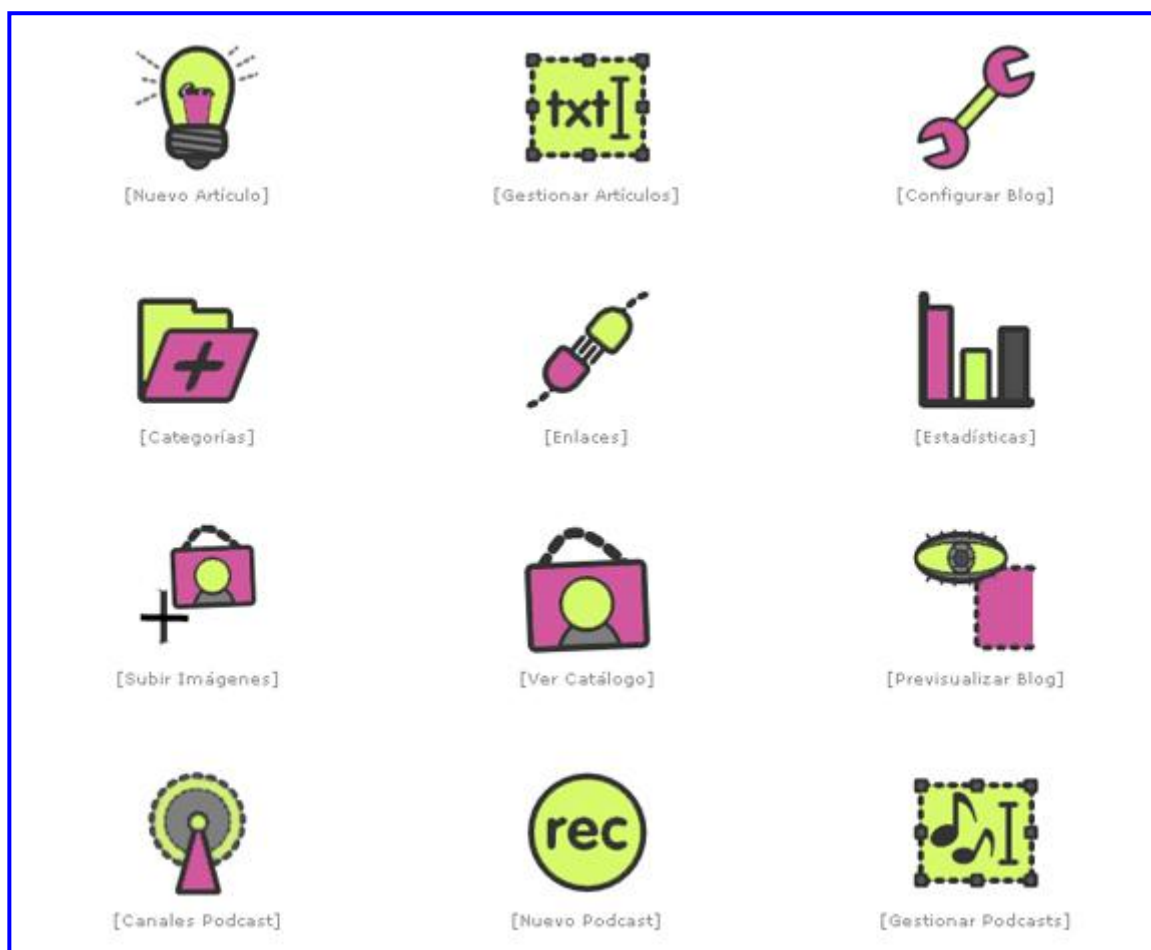 txt
[Nuevo Artículo]
[Gestionar Artículos]
[Configurar Blog]
[Categorías]
[Enlaces]
[Estadísticas]
[Subir Imágenes]
[Ver Catálogo]
[Previsualizar Blog]
rec
[Canales Podcast]
[Nuevo Podcast]
[Gestionar Podcasts]